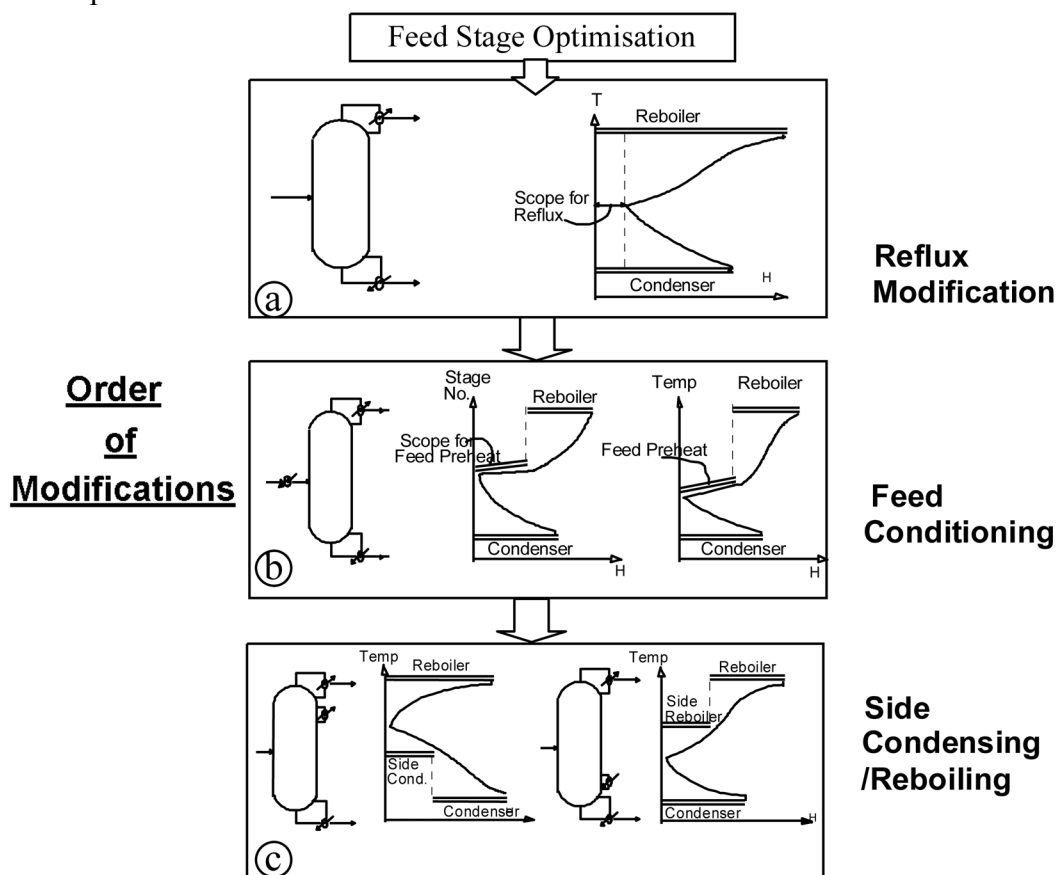 Feed Stage Optimisation
T
Reboiler
Scope for
Reflux
H
Condenser
a
Reflux
Modification
Order
of
Modifications
Stage
No.
Reboiler
Scope for
Feed Preheat
Condenser
H
Temp
Reboiler
Feed Preheat
Condenser
H
b
Feed
Conditioning
Temp
Reboiler
Side
Cond.
Condenser
H
Temp
Reboiler
Side
Reboiler
Condenser
H
c
Side
Condensing
/Reboiling